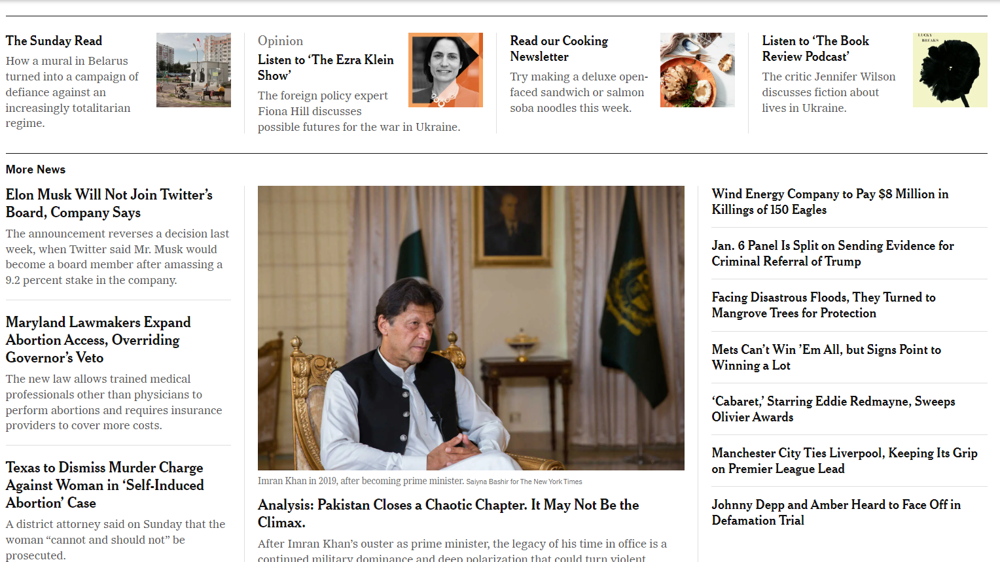 The Sunday Read
How a mural in Belarus
turned into a campaign of
defiance against an
increasingly totalitarian
regime.
Opinion
Listen to ‘The Ezra Klein
Show’
The foreign policy expert
Fiona Hill discusses
possible futures for the war in Ukraine.
Read our Cooking
Newsletter
Try making a deluxe open-
faced sandwich or salmon
soba noodles this week.
Listen to ‘The Book
Review Podcast’
The critic Jennifer Wilson
discusses fiction about
lives in Ukraine.
LUCKY
BREAKS
More News
Elon Musk Will Not Join Twitter’s
Board, Company Says
The announcement reverses a decision last
week, when Twitter said Mr. Musk would
become a board member after amassing a
9.2 percent stake in the company.
Maryland Lawmakers Expand
Abortion Access, Overriding
Governor’s Veto
The new law allows trained medical
professionals other than physicians to
perform abortions and requires insurance
providers to cover more costs.
Texas to Dismiss Murder Charge
Against Woman in ‘Self-Induced
Abortion’ Case
A district attorney said on Sunday that the
woman “cannot and should not” be
prosecuted.
Imran Khan in 2019, after becoming prime minister. Saiyna Bashir for The New York Times
Analysis: Pakistan Closes a Chaotic Chapter. It May Not Be the
Climax.
After Imran Khan’s ouster as prime minister, the legacy of his time in office is a
continued military dominance and deep polarization that could turn violent.
Wind Energy Company to Pay $8 Million in
Killings of 150 Eagles
Jan. 6 Panel Is Split on Sending Evidence for
Criminal Referral of Trump
Facing Disastrous Floods, They Turned to
Mangrove Trees for Protection
Mets Can’t Win ’Em All, but Signs Point to
Winning a Lot
‘Cabaret,’ Starring Eddie Redmayne, Sweeps
Olivier Awards
Manchester City Ties Liverpool, Keeping Its Grip
on Premier League Lead
Johnny Depp and Amber Heard to Face Off in
Defamation Trial